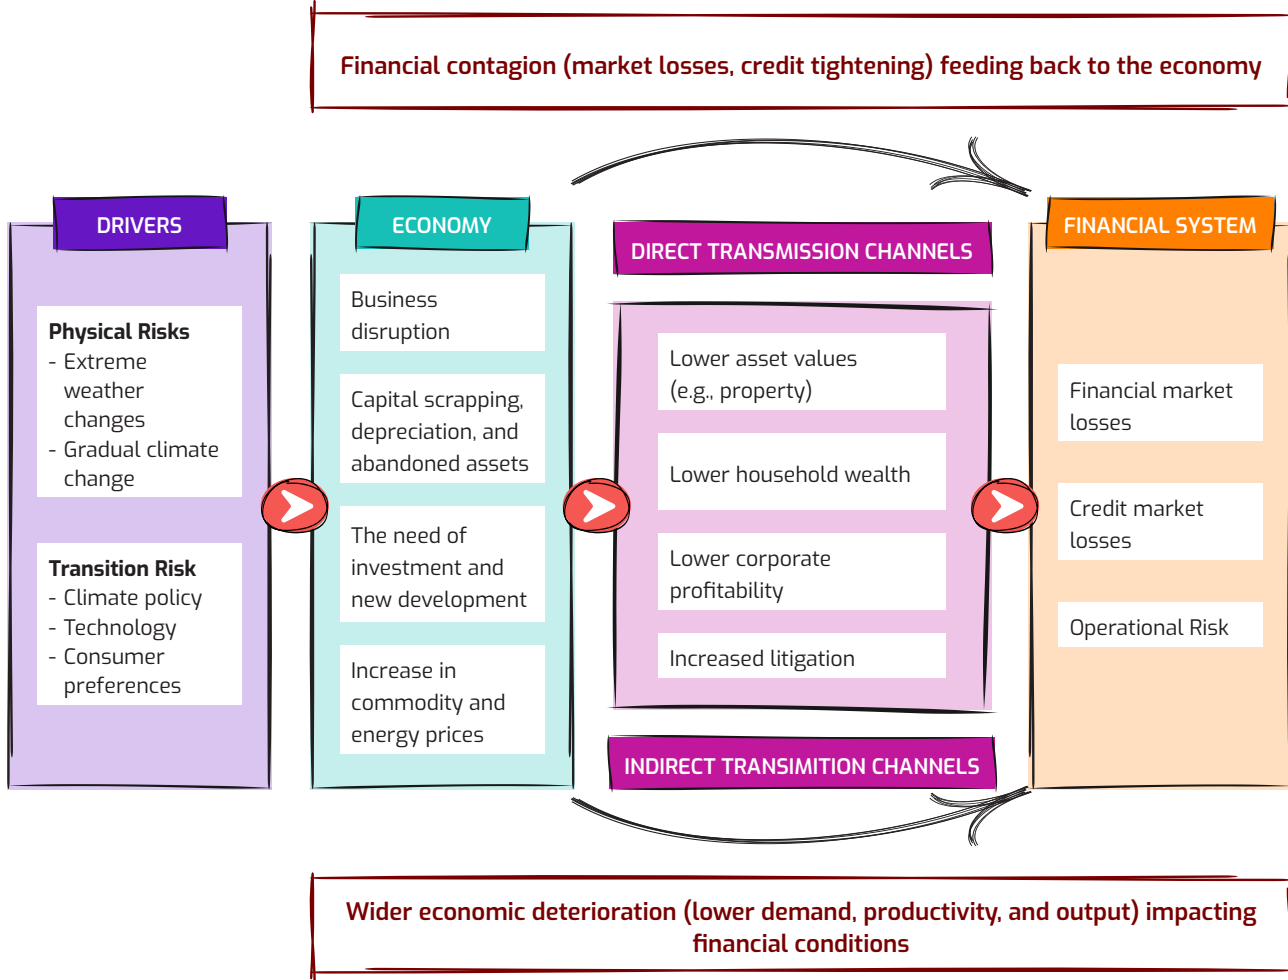 Financial contagion (market losses, credit tightening) feeding back to the economy
DRIVERS
Physical Risks
- Extreme
weather
changes
- Gradual climate
change
Transition Risk
- Climate policy
- Technology
- Consumer
preferences
ECONOMY
Business
disruption
Capital scrapping,
depreciation, and
abandoned assets
The need of
investment and
new development
Increase in
commodity and
energy prices
DIRECT TRANSMISSION CHANNELS
Lower asset values
(e.g., property)
Lower household wealth
Lower corporate
profitability
Increased litigation
INDIRECT TRANSIMITION CHANNELS
FINANCIAL SYSTEM
Financial market
losses
Credit market
losses
Operational Risk
Wider economic deterioration (lower demand, productivity, and output) impacting
financial conditions